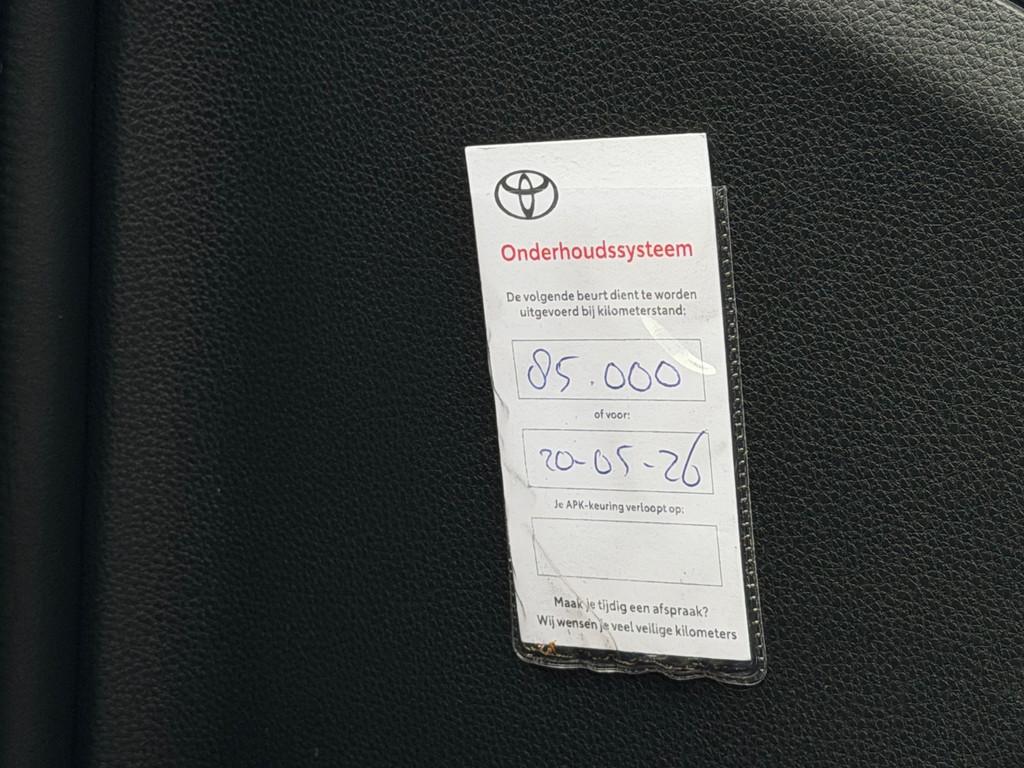 Onderhoudssysteem
De volgende beurt dient te worden
uitgevoerd bij kilometerstand:
85.000
of voor:
20-05-26
Je APK-keuring verloopt op:
Maak je tijdig een afspraak?
Wij wensen je veel veilige kilometers